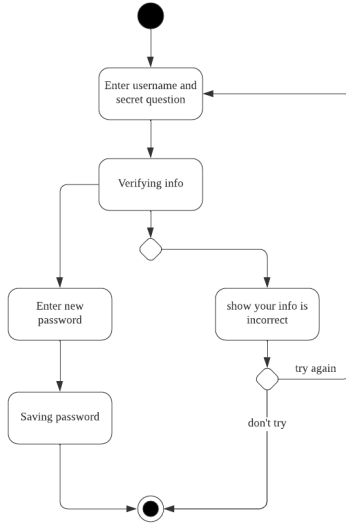 Enter username and
secret question
Verifying info
Enter new
password
show your info is
incorrect
try again
Saving password
don't try